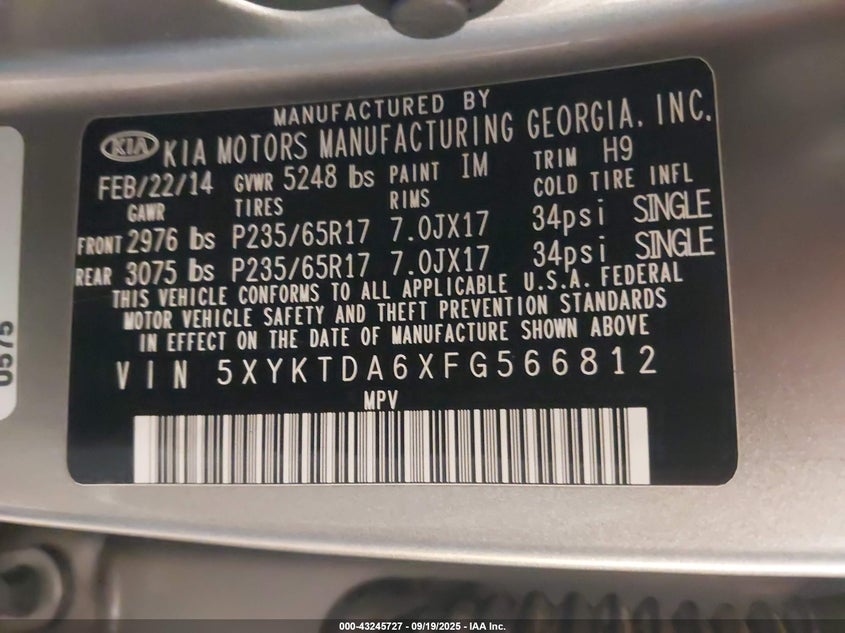 MANUFACTURED BY
KIA KIA MOTORS MANUFACTURING GEORGIA, INC.
FEB/22/14 GVWR 5248 lbs PAINT IM TRIM H9
GAWR TIRES RIMS COLD TIRE INFL
FRONT 2976 lbs P235/65R17 7.0JX17 34psi SINGLE
REAR 3075 lbs P235/65R17 7.0JX17 34psi SINGLE
THIS VEHICLE CONFORMS TO ALL APPLICABLE U.S.A. FEDERAL
MOTOR VEHICLE SAFETY AND THEFT PREVENTION STANDARDS
IN EFFECT ON THE DATE OF MANUFACTURE SHOWN ABOVE
VIN 5XYKTDA6XFG566812
MPV
0575
000-43245727 - 09/19/2025 - IAA Inc.